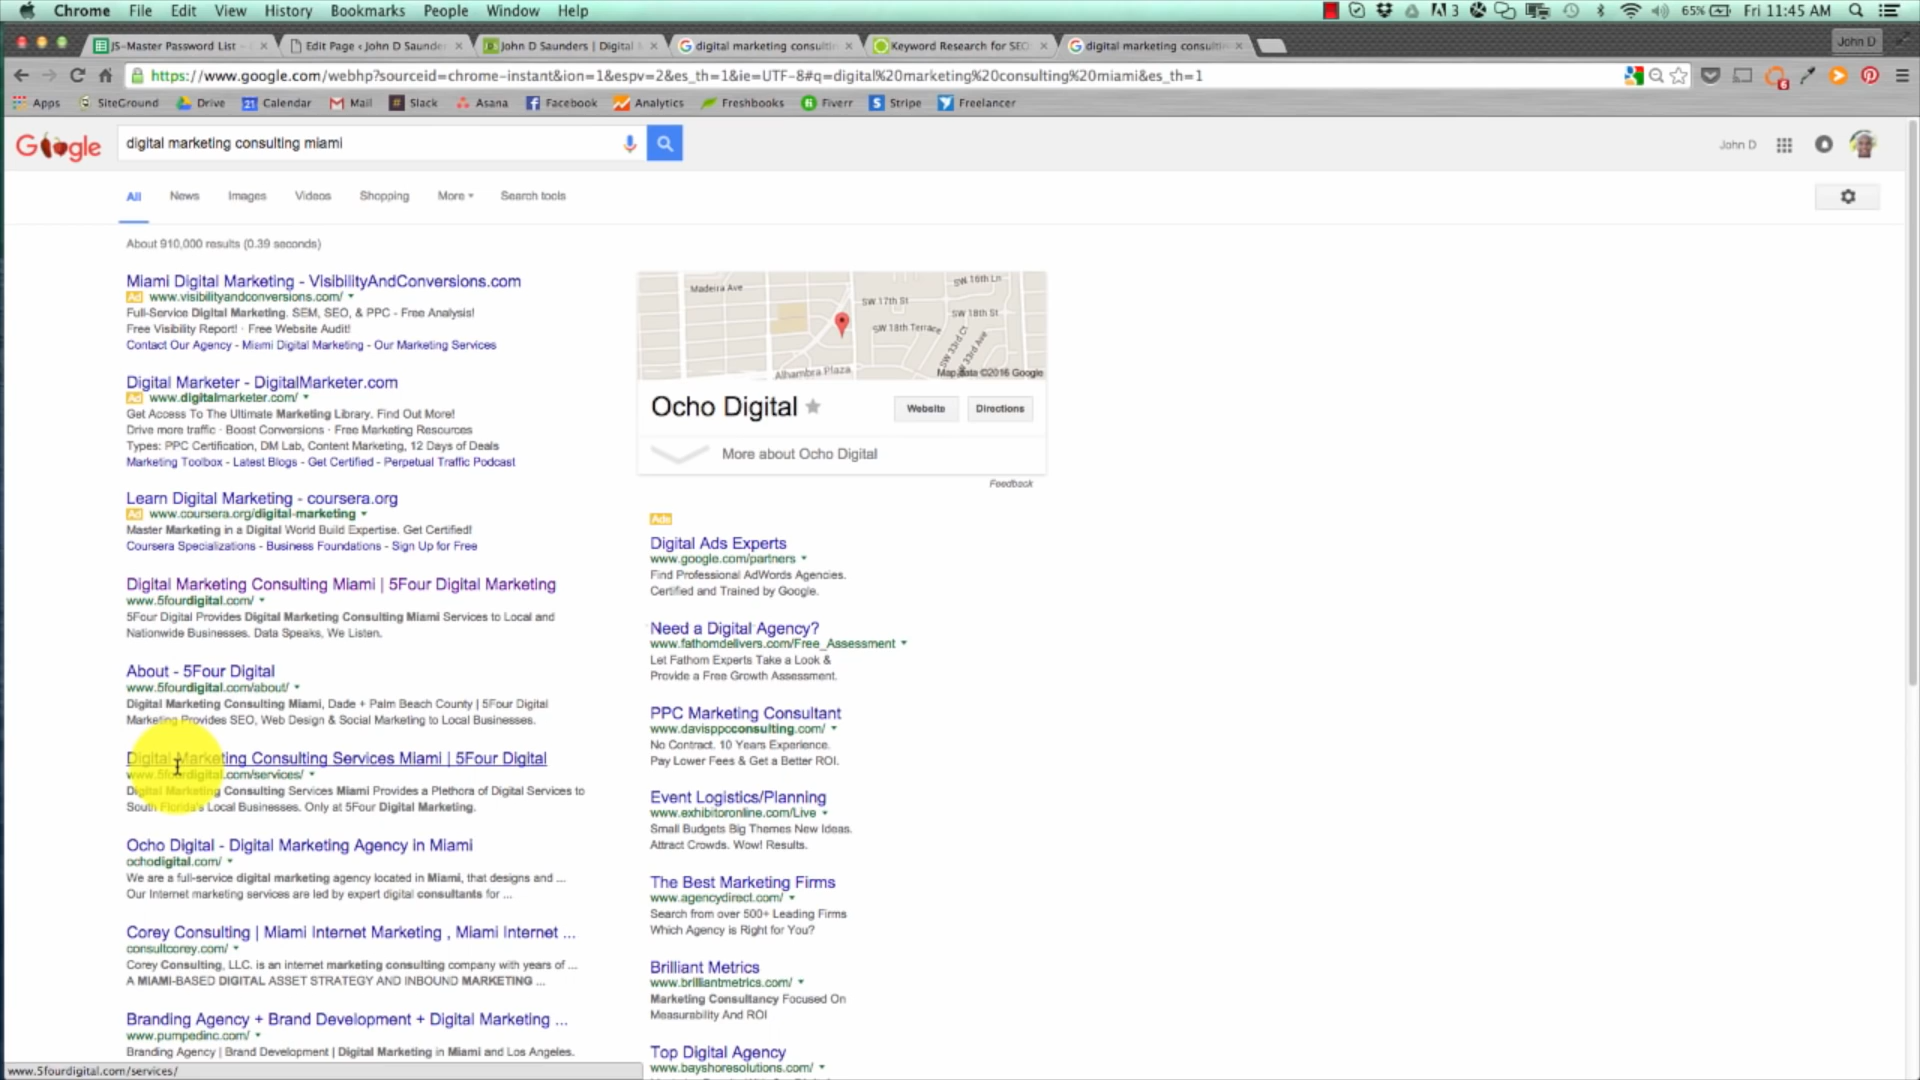 Chrome File Edit View History Bookmarks People Window Help
3 65% Fri 11:45 AM
JS-Master Password List - Edit Page ‹ John D Saunde John D Saunders | Digital digital marketing consultin Keyword Research for SEO digital marketing consultin John D
https://www.google.com/webhp?sourceid=chrome-instant&ion=1&espv=2&es_th=1&ie=UTF-8#q=digital%20marketing%20consulting%20miami&es_th=1
Apps SiteGround Drive Calendar Mail Slack Asana Facebook Analytics Freshbooks Fiverr Stripe Freelancer
Google digital marketing consulting miami John D
All News Images Videos Shopping More Search tools
About 910,000 results (0.39 seconds)
Miami Digital Marketing - VisibilityAndConversions.com
Ad www.visibilityandconversions.com/
Full-Service Digital Marketing. SEM, SEO, & PPC - Free Analysis!
Free Visibility Report! · Free Website Audit!
Contact Our Agency - Miami Digital Marketing - Our Marketing Services
Digital Marketer - DigitalMarketer.com
Ad www.digitalmarketer.com/
Get Access To The Ultimate Marketing Library. Find Out More!
Drive more traffic · Boost Conversions · Free Marketing Resources
Types: PPC Certification, DM Lab, Content Marketing, 12 Days of Deals
Marketing Toolbox - Latest Blogs - Get Certified - Perpetual Traffic Podcast
Learn Digital Marketing - coursera.org
Ad www.coursera.org/digital-marketing
Master Marketing in a Digital World Build Expertise. Get Certified!
Coursera Specializations - Business Foundations - Sign Up for Free
Digital Marketing Consulting Miami | 5Four Digital Marketing
www.5fourdigital.com/
5Four Digital Provides Digital Marketing Consulting Miami Services to Local and
Nationwide Businesses. Data Speaks, We Listen.
About - 5Four Digital
www.5fourdigital.com/about/
Digital Marketing Consulting Miami, Dade + Palm Beach County | 5Four Digital
Marketing Provides SEO, Web Design & Social Marketing to Local Businesses.
Digital Marketing Consulting Services Miami | 5Four Digital
www.5fourdigital.com/services/
Digital Marketing Consulting Services Miami Provides a Plethora of Digital Services to
South Florida's Local Businesses. Only at 5Four Digital Marketing.
Ocho Digital - Digital Marketing Agency in Miami
ochodigital.com/
We are a full-service digital marketing agency located in Miami, that designs and ...
Our Internet marketing services are led by expert digital consultants for ...
Corey Consulting | Miami Internet Marketing , Miami Internet ...
consultcorey.com/
Corey Consulting, LLC. is an internet marketing consulting company with years of ...
A MIAMI-BASED DIGITAL ASSET STRATEGY AND INBOUND MARKETING ...
Branding Agency + Brand Development + Digital Marketing ...
www.pumpedinc.com/
Branding Agency | Brand Development | Digital Marketing in Miami and Los Angeles.
Madeira Ave
SW 16th Ln
SW 17th St
SW 18th St
SW 18th Terrace
SW 33rd Ct
SW 33rd Ave
Alhambra Plaza
Map data ©2016 Google
Ocho Digital Website Directions
More about Ocho Digital
Feedback
Ads
Digital Ads Experts
www.google.com/partners
Find Professional AdWords Agencies.
Certified and Trained by Google.
Need a Digital Agency?
www.fathomdelivers.com/Free_Assessment
Let Fathom Experts Take a Look &
Provide a Free Growth Assessment.
PPC Marketing Consultant
www.davisppcconsulting.com/
No Contract. 10 Years Experience.
Pay Lower Fees & Get a Better ROI.
Event Logistics/Planning
www.exhibitoronline.com/Live
Small Budgets Big Themes New Ideas.
Attract Crowds. Wow! Results.
The Best Marketing Firms
www.agencydirect.com/
Search from over 500+ Leading Firms
Which Agency is Right for You?
Brilliant Metrics
www.brilliantmetrics.com/
Marketing Consultancy Focused On
Measurability And ROI
Top Digital Agency
www.bayshoresolutions.com/
www.5fourdigital.com/services/